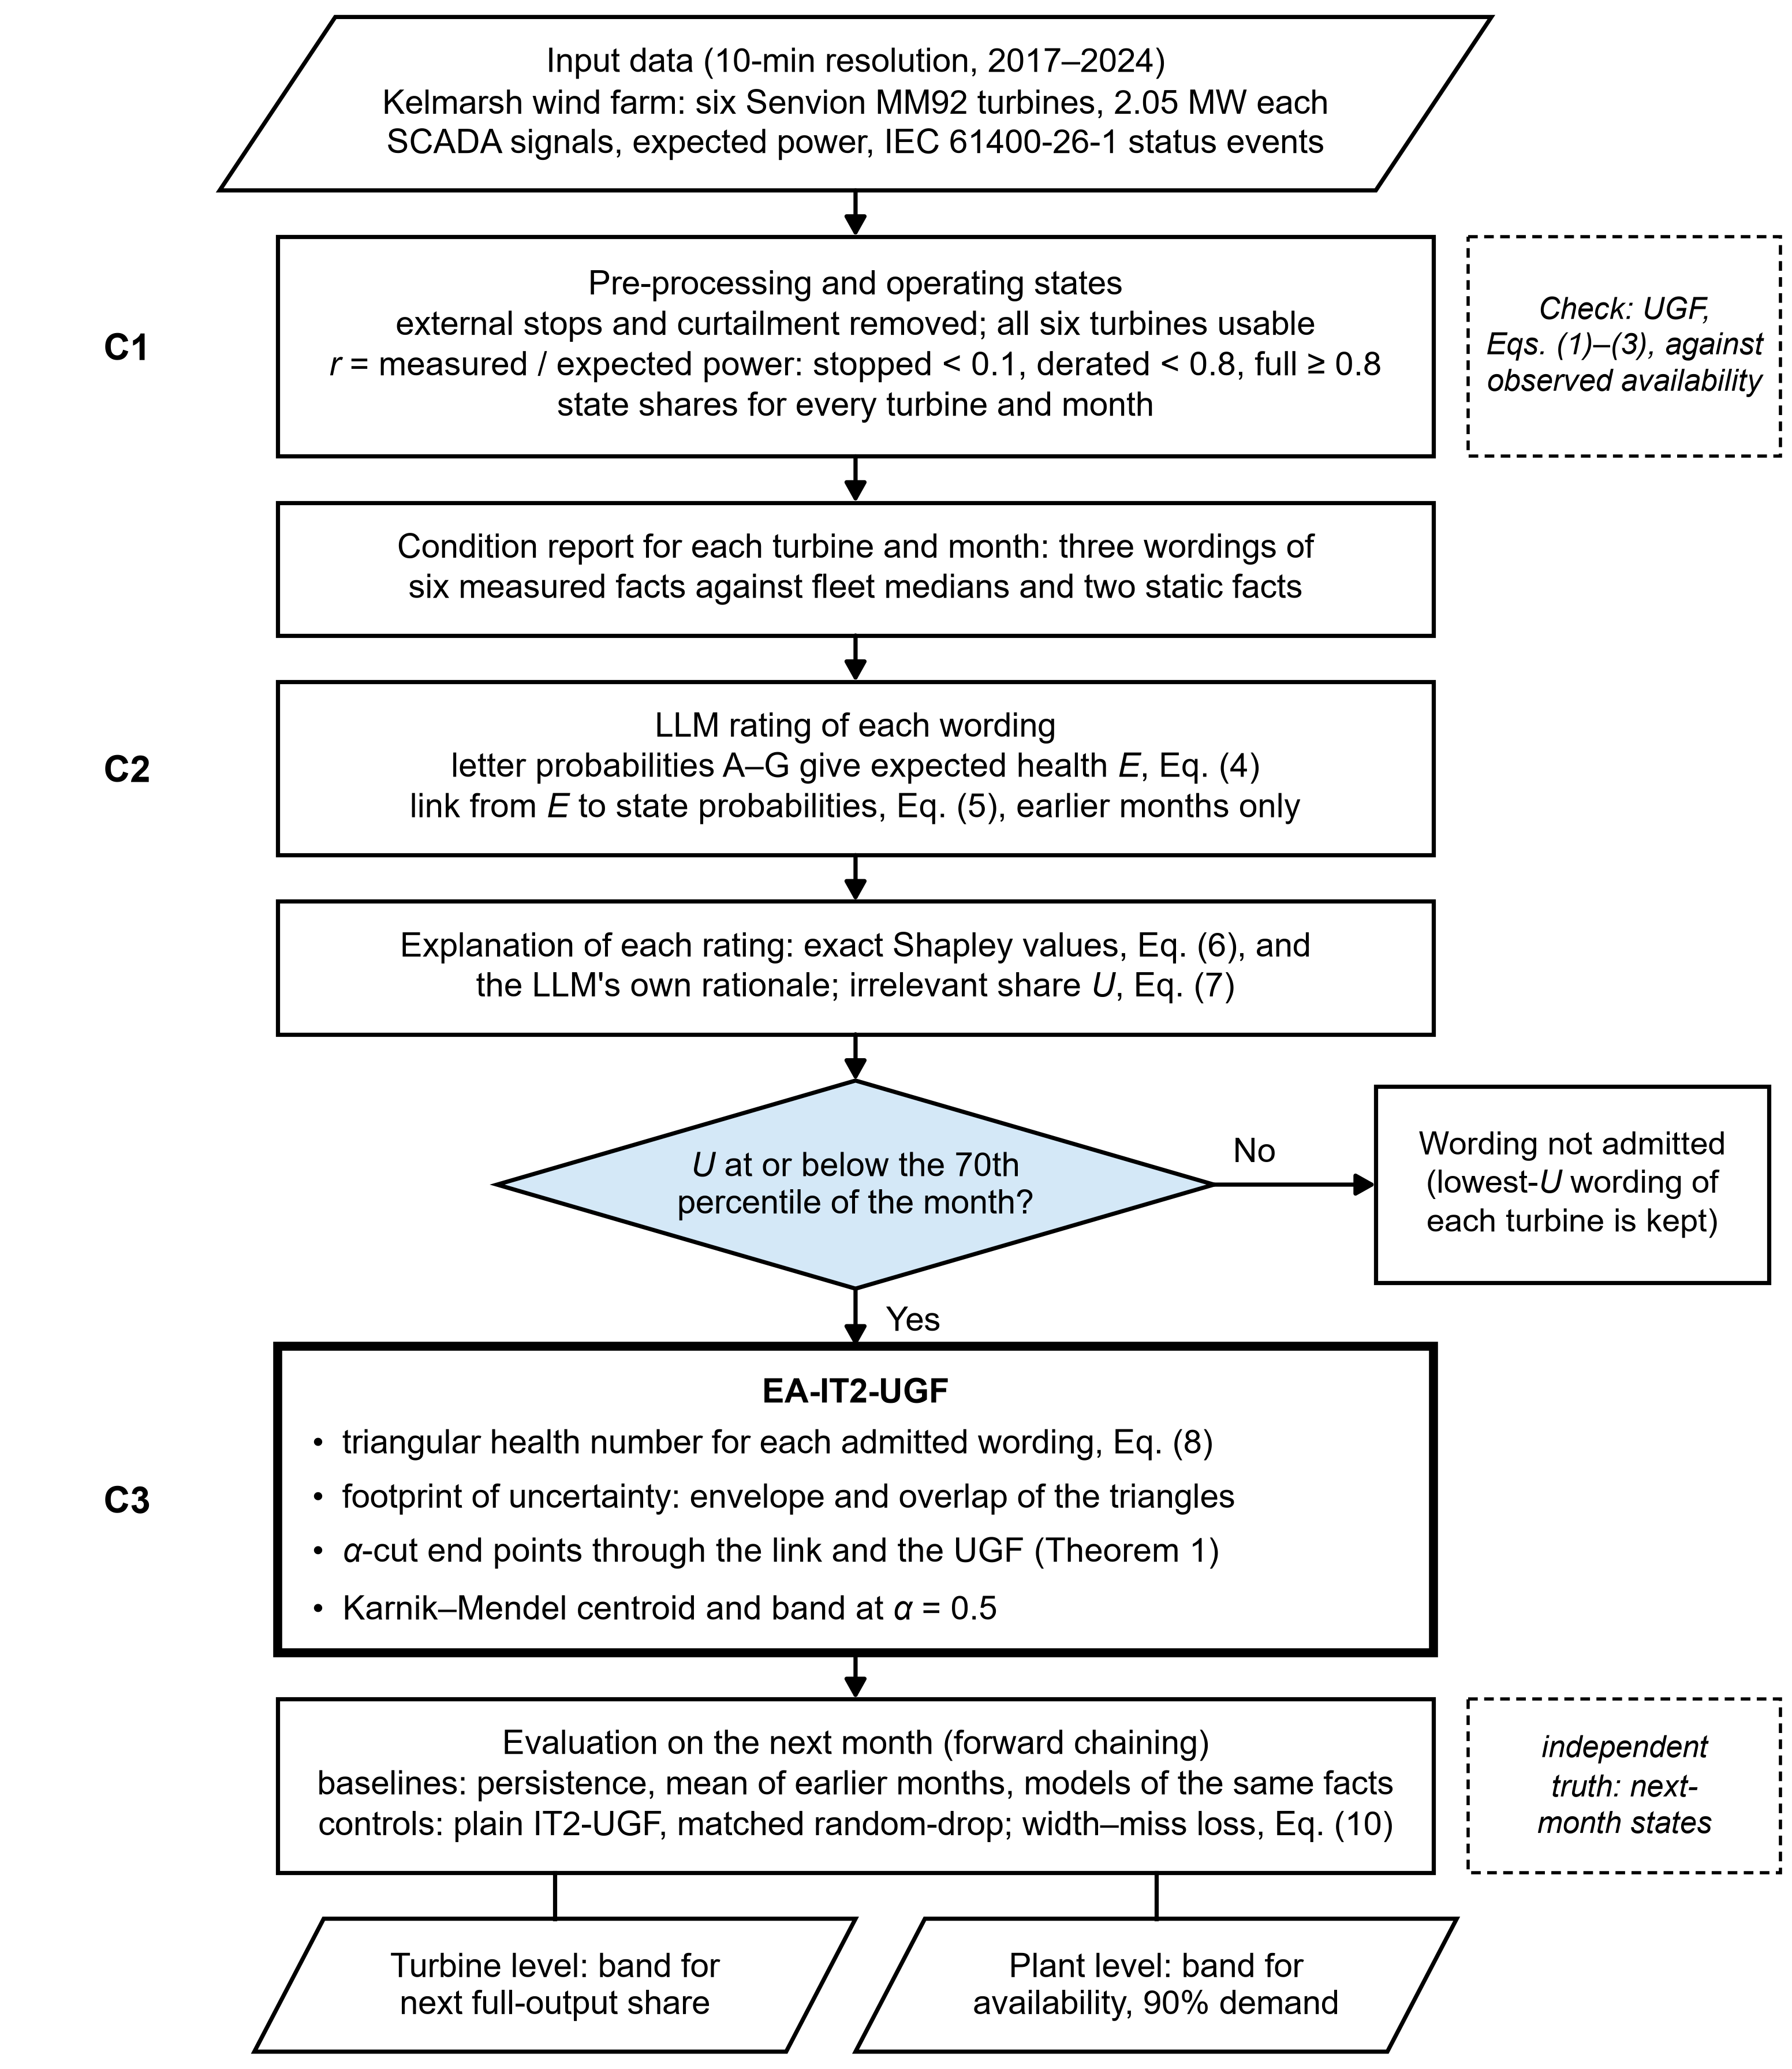 Input data (10-min resolution, 2017–2024)
Kelmarsh wind farm: six Senvion MM92 turbines, 2.05 MW each
SCADA signals, expected power, IEC 61400-26-1 status events
C1
Pre-processing and operating states
external stops and curtailment removed; all six turbines usable
r = measured / expected power: stopped < 0.1, derated < 0.8, full ≥ 0.8
state shares for every turbine and month
Check: UGF,
Eqs. (1)–(3), against
observed availability
Condition report for each turbine and month: three wordings of
six measured facts against fleet medians and two static facts
C2
LLM rating of each wording
letter probabilities A–G give expected health E, Eq. (4)
link from E to state probabilities, Eq. (5), earlier months only
Explanation of each rating: exact Shapley values, Eq. (6), and
the LLM's own rationale; irrelevant share U, Eq. (7)
U at or below the 70th
percentile of the month?
No
Wording not admitted
(lowest-U wording of
each turbine is kept)
Yes
C3
EA-IT2-UGF
• triangular health number for each admitted wording, Eq. (8)
• footprint of uncertainty: envelope and overlap of the triangles
• α-cut end points through the link and the UGF (Theorem 1)
• Karnik–Mendel centroid and band at α = 0.5
Evaluation on the next month (forward chaining)
baselines: persistence, mean of earlier months, models of the same facts
controls: plain IT2-UGF, matched random-drop; width–miss loss, Eq. (10)
independent
truth: next-
month states
Turbine level: band for
next full-output share
Plant level: band for
availability, 90% demand